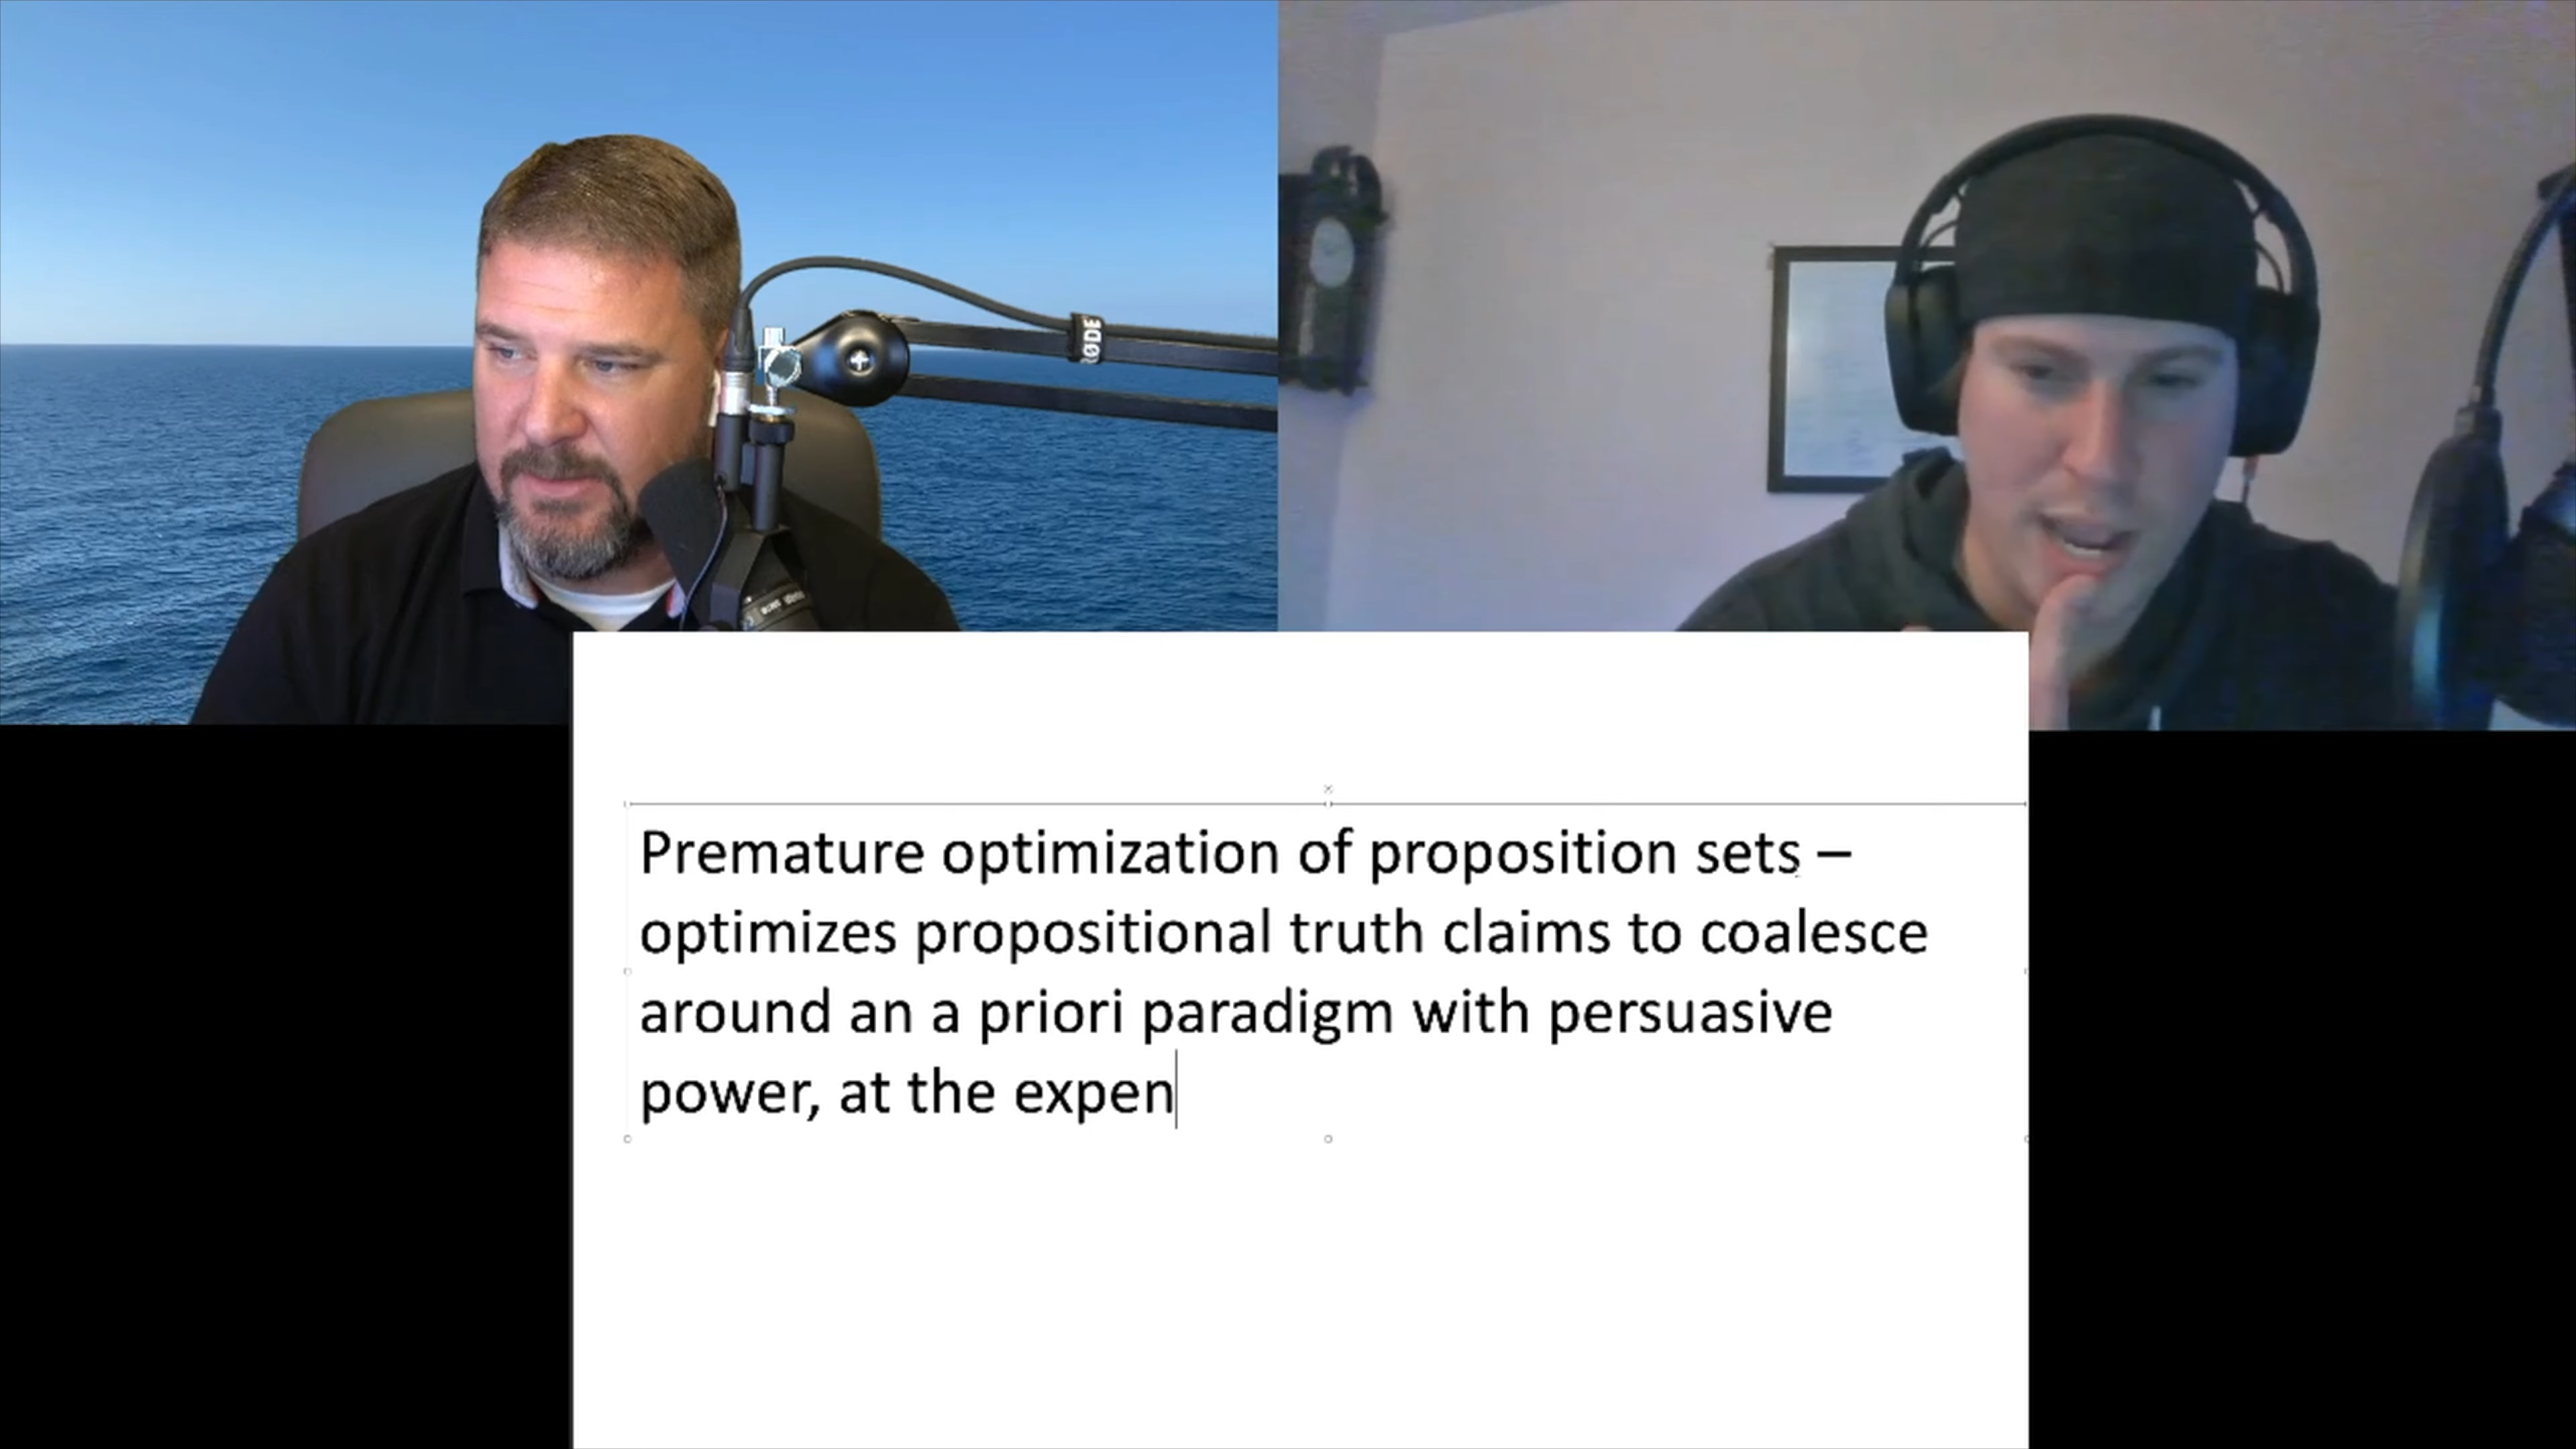 RØDE
Premature optimization of proposition sets –
optimizes propositional truth claims to coalesce
around an a priori paradigm with persuasive
power, at the expen